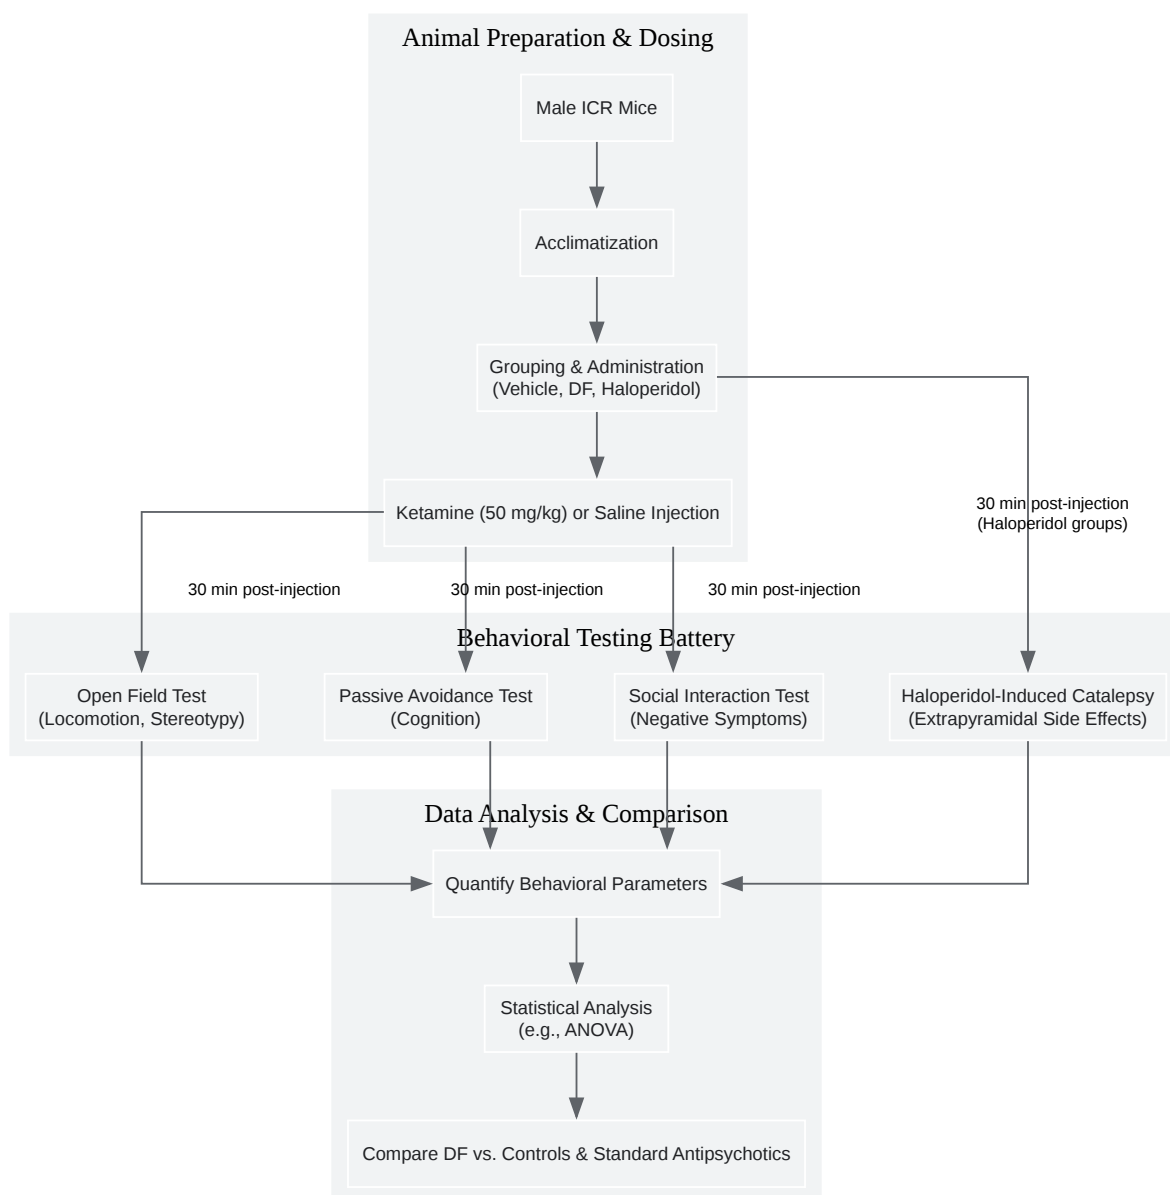 Animal Preparation & Dosing
Male ICR Mice
Acclimatization
Grouping & Administration
(Vehicle, DF, Haloperidol)
Ketamine (50 mg/kg) or Saline Injection
30 min post-injection
(Haloperidol groups)
30 min post-injection
30 min post-injection
30 min post-injection
Behavioral Testing Battery
Open Field Test
(Locomotion, Stereotypy)
Passive Avoidance Test
(Cognition)
Social Interaction Test
(Negative Symptoms)
Haloperidol-Induced Catalepsy
(Extrapyramidal Side Effects)
Data Analysis & Comparison
Quantify Behavioral Parameters
Statistical Analysis
(e.g., ANOVA)
Compare DF vs. Controls & Standard Antipsychotics